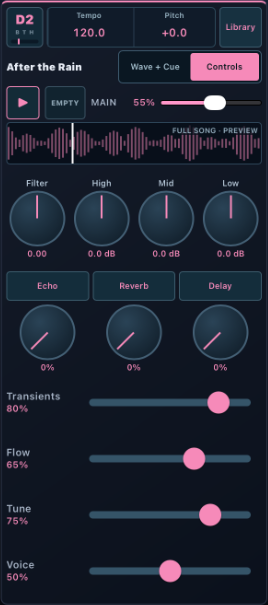 D2
BTH
Tempo
120.0
Pitch
+0.0
Library
After the Rain
Wave + Cue
Controls
EMPTY
MAIN
55%
FULL SONG · PREVIEW
Filter
High
Mid
Low
0.00
0.0 dB
0.0 dB
0.0 dB
Echo
Reverb
Delay
0%
0%
0%
Transients
80%
Flow
65%
Tune
75%
Voice
50%